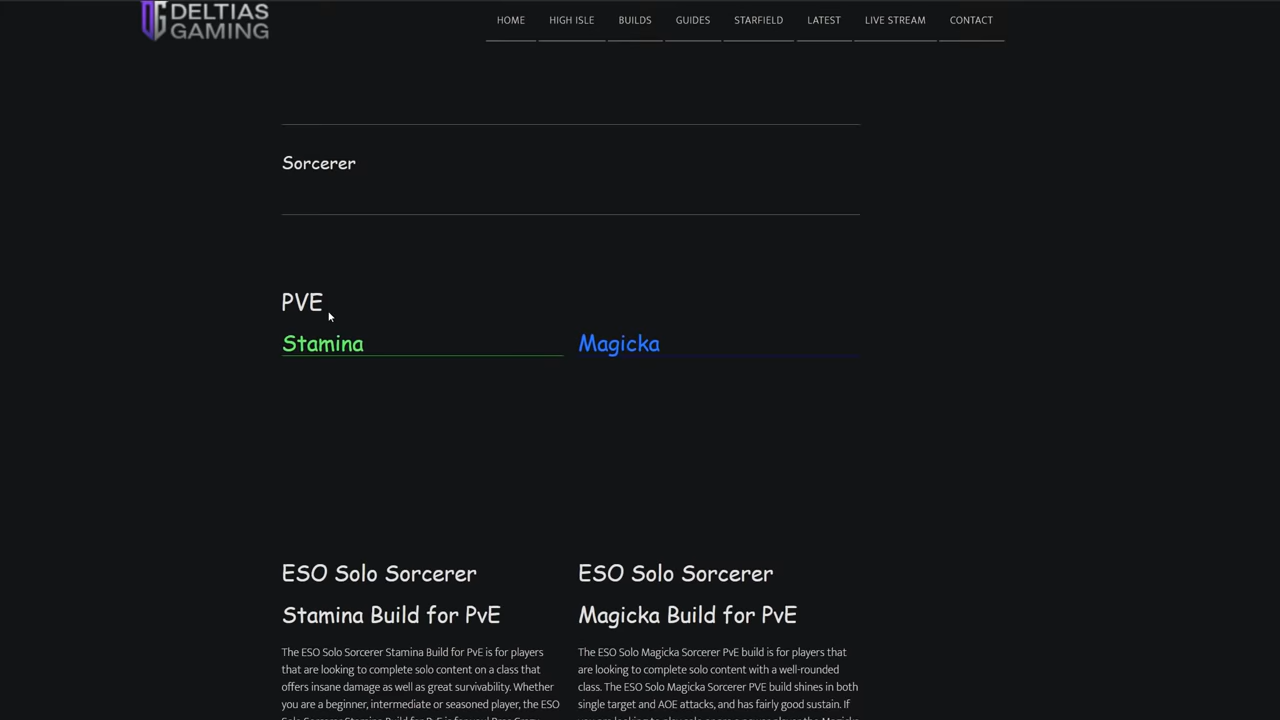 DELTIAS
GAMING
HOME HIGH ISLE BUILDS GUIDES STARFIELD LATEST LIVE STREAM CONTACT
Sorcerer
PVE
Stamina
Magicka
ESO Solo Sorcerer
Stamina Build for PvE
The ESO Solo Sorcerer Stamina Build for PvE is for players
that are looking to complete solo content on a class that
offers insane damage as well as great survivability. Whether
you are a beginner, intermediate or seasoned player, the ESO
ESO Solo Sorcerer
Magicka Build for PvE
The ESO Solo Magicka Sorcerer PvE build is for players that
are looking to complete solo content with a well-rounded
class. The ESO Solo Magicka Sorcerer PVE build shines in both
single target and AOE attacks, and has fairly good sustain. If